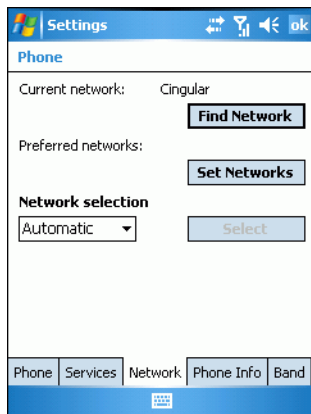 Settings ok
Phone
Current network: Cingular
Find Network
Preferred networks:
Set Networks
Network selection
Automatic Select
Phone Services Network Phone Info Band